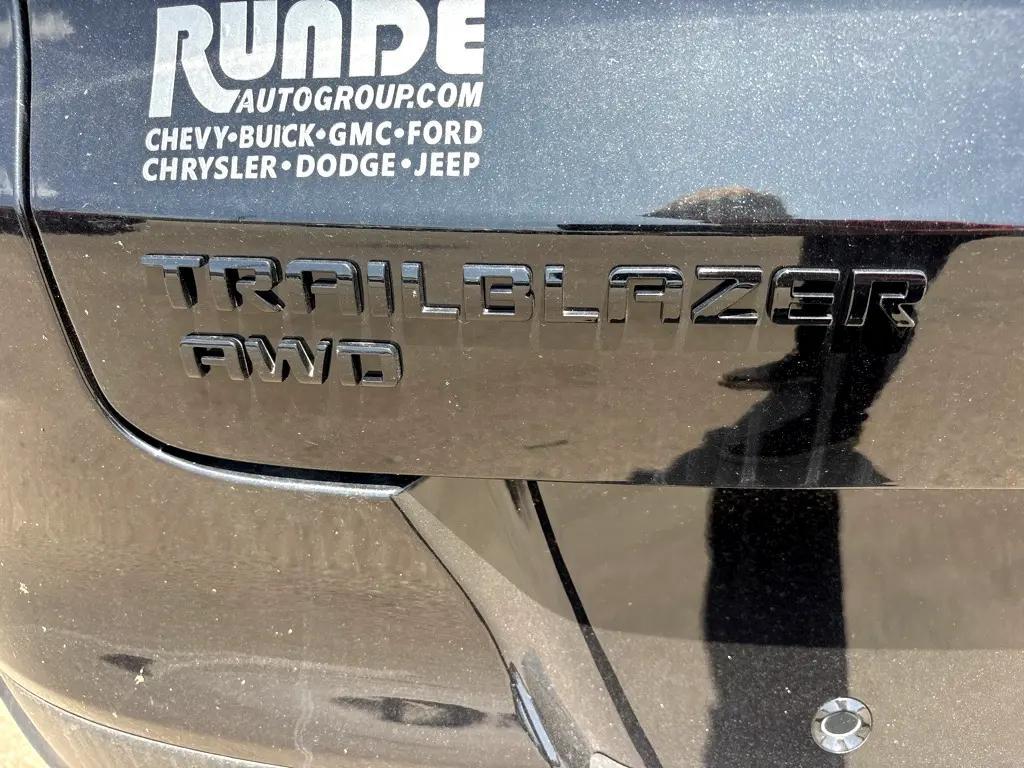 RUNDE
AUTOGROUP.COM
CHEVY•BUICK•GMC•FORD
CHRYSLER•DODGE•JEEP
TRAILBLAZER
AWD